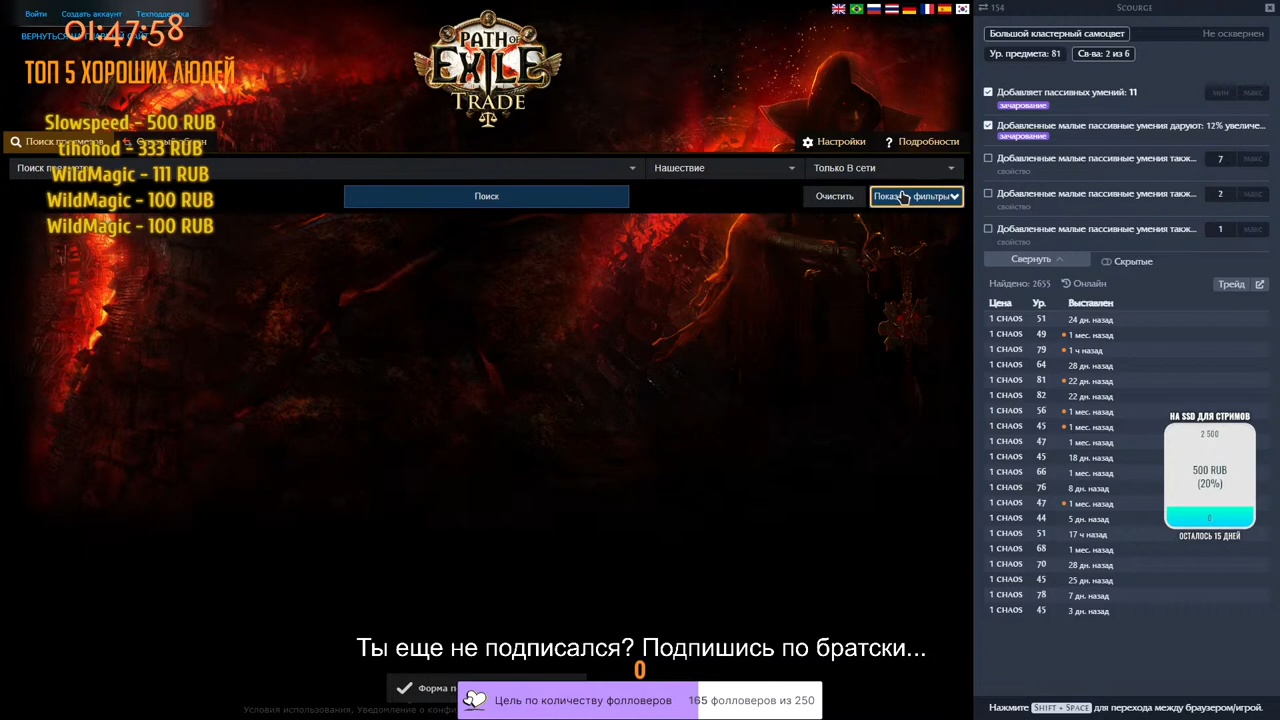 Войти Создать аккаунт Техподдержка
01:47:58
ТОП 5 ХОРОШИХ ЛЮДЕЙ
Slowspeed - 500 RUB
tihohod - 333 RUB
WildMagic - 111 RUB
WildMagic - 100 RUB
WildMagic - 100 RUB
PATH OF EXILE TRADE
Настройки ? Подробности
Поиск
Нашествие
Только В сети
Поиск
Очистить
фильтры
154 SCOURGE
Большой кластерный самоцвет Не осквернен
Ур. предмета: 81 Св-ва: 2 из 6
Добавляет пассивных умений: 11 мин макс
зачарование
Добавленные малые пассивные умения даруют: 12% увеличе...
зачарование
Добавленные малые пассивные умения такж... 7 макс
свойство
Добавленные малые пассивные умения такж... 2 макс
свойство
Добавленные малые пассивные умения такж... 1 макс
свойство
Свернуть Скрытые
Найдено: 2655 Онлайн Трейд
Цена Ур. Выставлен
1 CHAOS 51 24 дн. назад
1 CHAOS 49 1 мес. назад
1 CHAOS 79 1 ч назад
1 CHAOS 64 28 дн. назад
1 CHAOS 81 22 дн. назад
1 CHAOS 82 22 дн. назад
1 CHAOS 56 1 мес. назад
1 CHAOS 45 1 мес. назад
1 CHAOS 47 1 мес. назад
1 CHAOS 45 18 дн. назад
1 CHAOS 66 1 мес. назад
1 CHAOS 76 8 дн. назад
1 CHAOS 47 1 мес. назад
1 CHAOS 44 5 дн. назад
1 CHAOS 51 17 ч назад
1 CHAOS 68 1 мес. назад
1 CHAOS 70 28 дн. назад
1 CHAOS 45 25 дн. назад
1 CHAOS 78 7 дн. назад
1 CHAOS 45 3 дн. назад
НА SSD ДЛЯ СТРИМОВ
2 500
500 RUB
(20%)
0
ОСТАЛОСЬ 15 ДНЕЙ
Ты еще не подписался? Подпишись по братски...
0
Форма
Цель по количеству фолловеров 165 фолловеров из 250
Условия использования, Уведомление о
Нажмите SHIFT + SPACE для перехода между браузером/игрой.